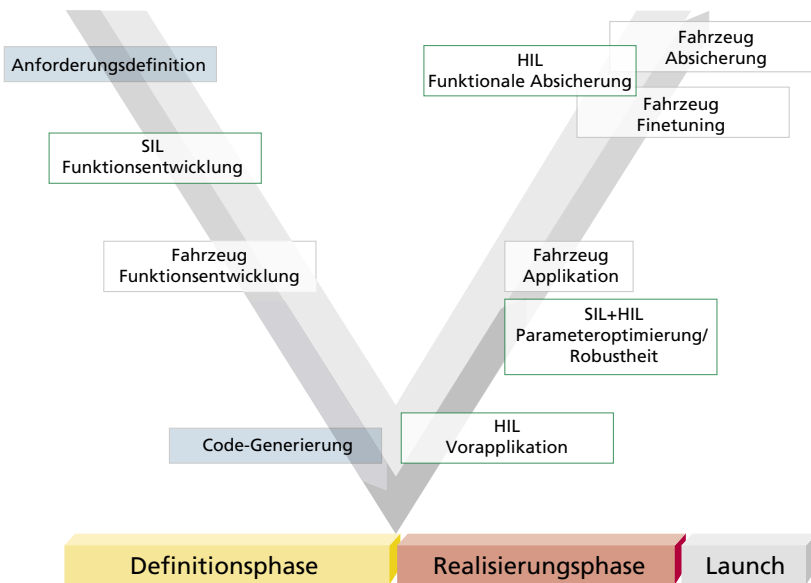 Anforderungsdefinition
SIL
Funktionsentwicklung
Fahrzeug
Funktionsentwicklung
Code-Generierung
HIL
Vorapplikation
SIL+HIL
Parameteroptimierung/
Robustheit
Fahrzeug
Applikation
Fahrzeug
Finetuning
HIL
Funktionale Absicherung
Fahrzeug
Absicherung
Definitionsphase
Realisierungsphase
Launch